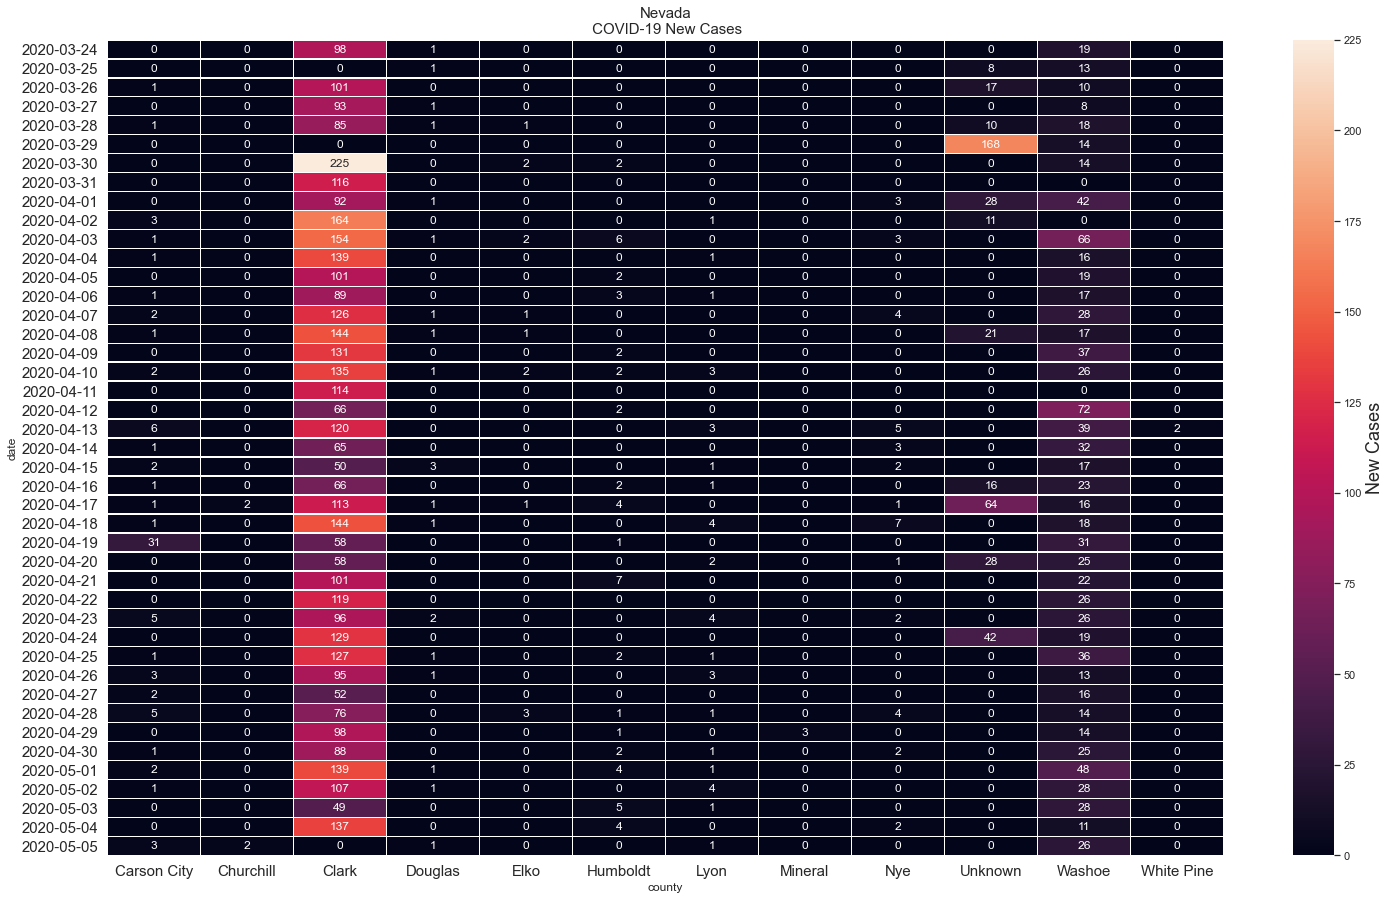 Nevada
COVID-19 New Cases
2020-03-24 0 0 98 1 0 0 0 0 0 0 19 0
2020-03-25 0 0 0 1 0 0 0 0 0 8 13 0
2020-03-26 1 0 101 0 0 0 0 0 0 17 10 0
2020-03-27 0 0 93 1 0 0 0 0 0 0 8 0
2020-03-28 1 0 85 1 1 0 0 0 0 10 18 0
2020-03-29 0 0 0 0 0 0 0 0 0 168 14 0
2020-03-30 0 0 225 0 2 2 0 0 0 0 14 0
2020-03-31 0 0 116 0 0 0 0 0 0 0 0 0
2020-04-01 0 0 92 1 0 0 0 0 3 28 42 0
2020-04-02 3 0 164 0 0 0 1 0 0 11 0 0
2020-04-03 1 0 154 1 2 6 0 0 3 0 66 0
2020-04-04 1 0 139 0 0 0 1 0 0 0 16 0
2020-04-05 0 0 101 0 0 2 0 0 0 0 19 0
2020-04-06 1 0 89 0 0 3 1 0 0 0 17 0
2020-04-07 2 0 126 1 1 0 0 0 4 0 28 0
2020-04-08 1 0 144 1 1 0 0 0 0 21 17 0
2020-04-09 0 0 131 0 0 2 0 0 0 0 37 0
2020-04-10 2 0 135 1 2 2 3 0 0 0 26 0
2020-04-11 0 0 114 0 0 0 0 0 0 0 0 0
2020-04-12 0 0 66 0 0 2 0 0 0 0 72 0
2020-04-13 6 0 120 0 0 0 3 0 5 0 39 2
2020-04-14 1 0 65 0 0 0 0 0 3 0 32 0
2020-04-15 2 0 50 3 0 0 1 0 2 0 17 0
2020-04-16 1 0 66 0 0 2 1 0 0 16 23 0
2020-04-17 1 2 113 1 1 4 0 0 1 64 16 0
2020-04-18 1 0 144 1 0 0 4 0 7 0 18 0
2020-04-19 31 0 58 0 0 1 0 0 0 0 31 0
2020-04-20 0 0 58 0 0 0 2 0 1 28 25 0
2020-04-21 0 0 101 0 0 7 0 0 0 0 22 0
2020-04-22 0 0 119 0 0 0 0 0 0 0 26 0
2020-04-23 5 0 96 2 0 0 4 0 2 0 26 0
2020-04-24 0 0 129 0 0 0 0 0 0 42 19 0
2020-04-25 1 0 127 1 0 2 1 0 0 0 36 0
2020-04-26 3 0 95 1 0 0 3 0 0 0 13 0
2020-04-27 2 0 52 0 0 0 0 0 0 0 16 0
2020-04-28 5 0 76 0 3 1 1 0 4 0 14 0
2020-04-29 0 0 98 0 0 1 0 3 0 0 14 0
2020-04-30 1 0 88 0 0 2 1 0 2 0 25 0
2020-05-01 2 0 139 1 0 4 1 0 0 0 48 0
2020-05-02 1 0 107 1 0 0 4 0 0 0 28 0
2020-05-03 0 0 49 0 0 5 1 0 0 0 28 0
2020-05-04 0 0 137 0 0 4 0 0 2 0 11 0
2020-05-05 3 2 0 1 0 0 1 0 0 0 26 0
Carson City Churchill Clark Douglas Elko Humboldt Lyon Mineral Nye Unknown Washoe White Pine
county
date
225
200
175
150
125
100
75
50
25
0
New Cases